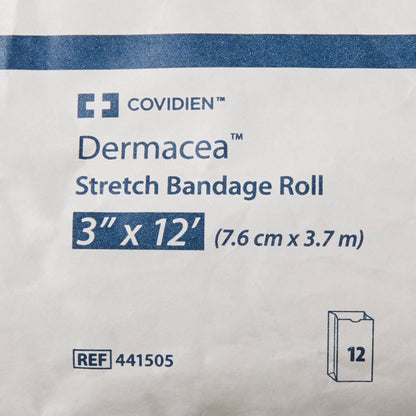 COVIDIEN™
Dermacea™
Stretch Bandage Roll
3” x 12’ (7.6 cm x 3.7 m)
REF 441505
12